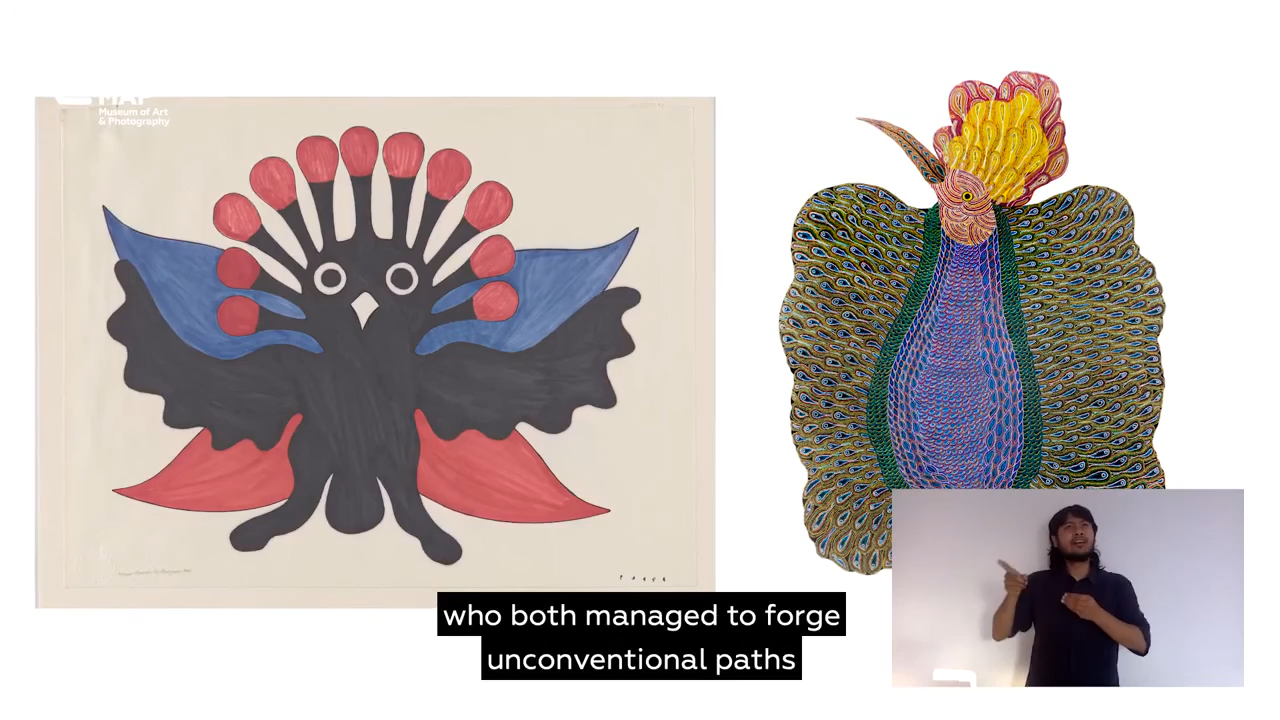 Museum of Art
& Photography
who both managed to forge
unconventional paths